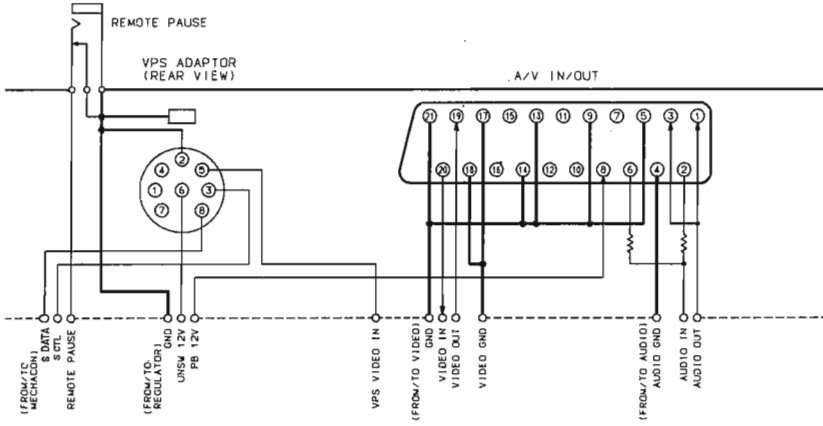 REMOTE PAUSE
VPS ADAPTOR
(REAR VIEW)
A/V IN/OUT
21 19 17 15 13 11 9 7 5 3 1
20 18 16 14 12 10 8 6 4 2
2
4 5
1 6 3
7 8
(FROM/TO
MECHACON)
S DATA
S CTL
REMOTE PAUSE
(FROM/TO
REGULATOR)
GND
UNSW 12V
PB 12V
VPS VIDEO IN
(FROM/TO VIDEO)
GND
VIDEO IN
VIDEO OUT
VIDEO GND
(FROM/TO AUDIO)
AUDIO GND
AUDIO IN
AUDIO OUT